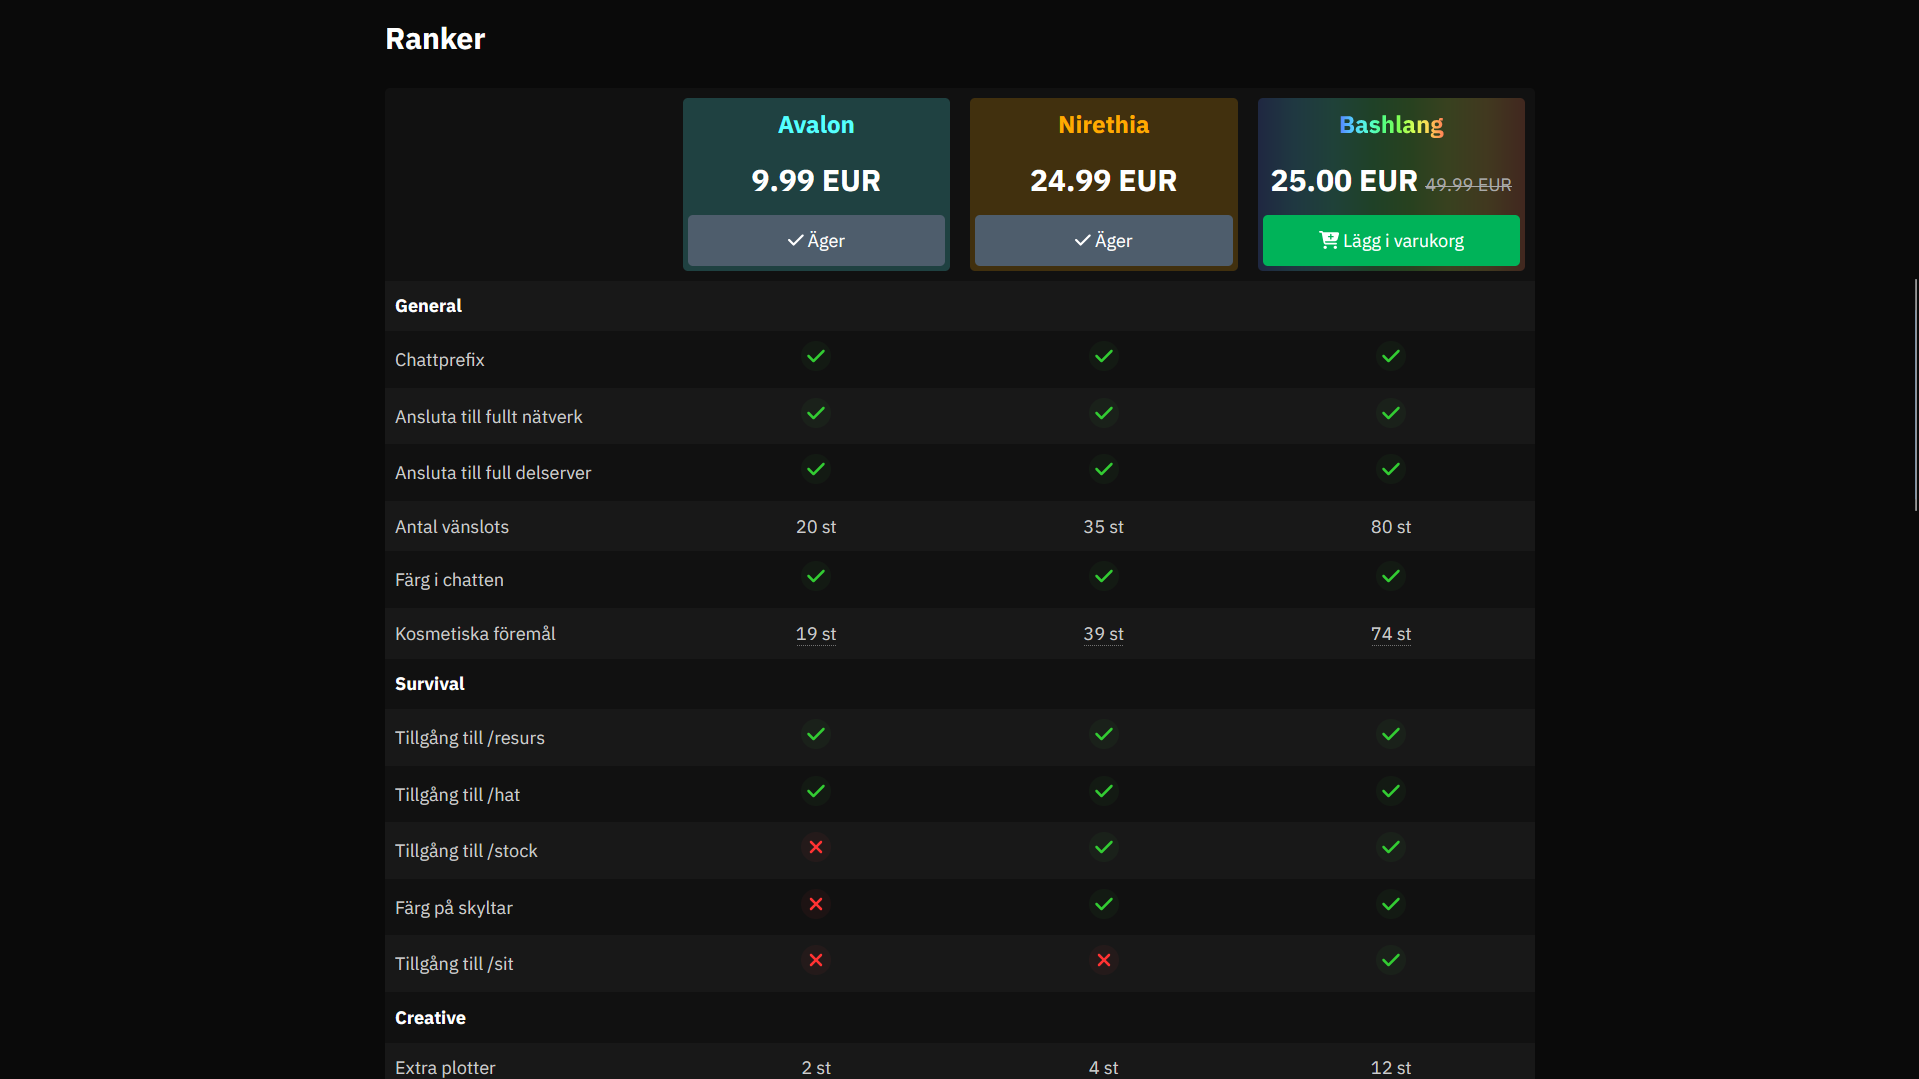 Ranker
Avalon Nirethia Bashlang
9.99 EUR 24.99 EUR 25.00 EUR 49.99 EUR
Äger Äger Lägg i varukorg
General
Chattprefix
Ansluta till fullt nätverk
Ansluta till full delserver
Antal vänslots 20 st 35 st 80 st
Färg i chatten
Kosmetiska föremål 19 st 39 st 74 st
Survival
Tillgång till /resurs
Tillgång till /hat
Tillgång till /stock
Färg på skyltar
Tillgång till /sit
Creative
Extra plotter 2 st 4 st 12 st